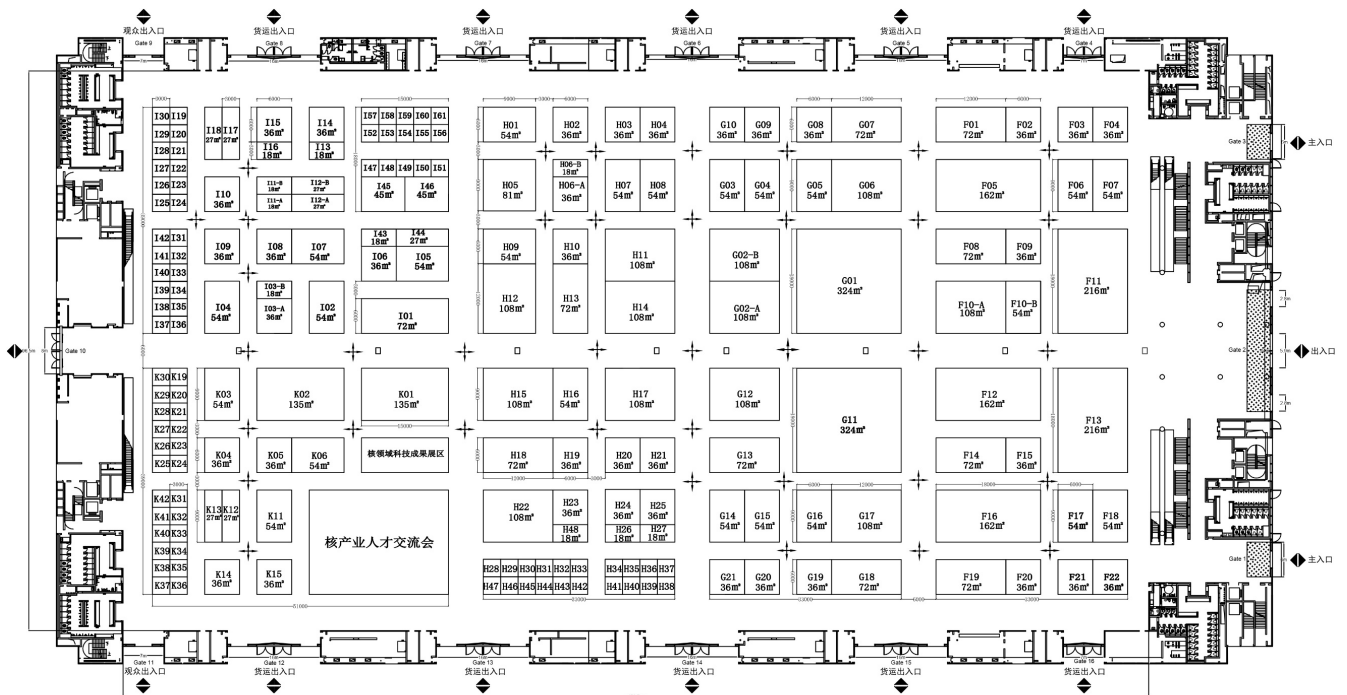 观众出入口
货运出入口
货运出入口
货运出入口
货运出入口
货运出入口
Gate 9
Gate 8
Gate 7
Gate 6
Gate 5
Gate 4
I30 I19
I29 I20
I28 I21
I27 I22
I26 I23
I25 I24
I18 27m² I17 27m²
I15 36m²
I16 18m²
I14 36m²
I13 18m²
I57 I58 I59 I60 I61
I52 I53 I54 I55 I56
I47 I48 I49 I50 I51
I45 45m²
I46 45m²
I10 36m²
I11-B 18m²
I12-B 27m²
I11-A 18m²
I12-A 27m²
H01 54m²
H02 36m²
H03 36m²
H04 36m²
G10 36m²
G09 36m²
G08 36m²
G07 72m²
F01 72m²
F02 36m²
F03 36m²
F04 36m²
Gate 3
主入口
H05 81m²
H06-B 18m²
H06-A 36m²
H07 54m²
H08 54m²
G03 54m²
G04 54m²
G05 54m²
G06 108m²
F05 162m²
F06 54m²
F07 54m²
I42 I31
I41 I32
I40 I33
I39 I34
I38 I35
I37 I36
I09 36m²
I08 36m²
I07 54m²
I43 18m²
I44 27m²
I06 36m²
I05 54m²
I04 54m²
I03-B 18m²
I03-A 36m²
I02 54m²
I01 72m²
H09 54m²
H10 36m²
H11 108m²
G02-B 108m²
G01 324m²
F08 72m²
F09 36m²
F11 216m²
H12 108m²
H13 72m²
H14 108m²
G02-A 108m²
F10-A 108m²
F10-B 54m²
Gate 10
Gate 2
出入口
K30 K19
K29 K20
K28 K21
K27 K22
K26 K23
K25 K24
K03 54m²
K02 135m²
K01 135m²
H15 108m²
H16 54m²
H17 108m²
G12 108m²
G11 324m²
F12 162m²
F13 216m²
K04 36m²
K05 36m²
K06 54m²
核领域科技成果展区
H18 72m²
H19 36m²
H20 36m²
H21 36m²
G13 72m²
F14 72m²
F15 36m²
K42 K31
K41 K32
K40 K33
K39 K34
K38 K35
K37 K36
K13 27m²
K12 27m²
K11 54m²
核产业人才交流会
K14 36m²
K15 36m²
H22 108m²
H23 36m²
H48 18m²
H24 36m²
H25 36m²
H26 18m²
H27 18m²
G14 54m²
G15 54m²
G16 54m²
G17 108m²
F16 162m²
F17 54m²
F18 54m²
H28 H29 H30 H31 H32 H33
H47 H46 H45 H44 H43 H42
H34 H35 H36 H37
H41 H40 H39 H38
G21 36m²
G20 36m²
G19 36m²
G18 72m²
F19 72m²
F20 36m²
F21 36m²
F22 36m²
Gate 1
主入口
51000
Gate 11
Gate 12
Gate 13
Gate 14
Gate 15
Gate 16
观众出入口
货运出入口
货运出入口
货运出入口
货运出入口
货运出入口